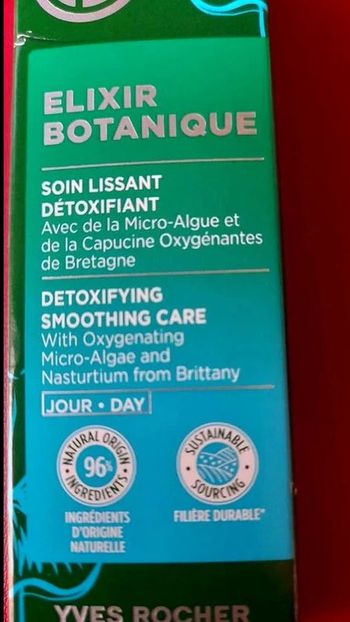 ELIXIR
BOTANIQUE
SOIN LISSANT
DÉTOXIFIANT
Avec de la Micro-Algue et
de la Capucine Oxygénantes
de Bretagne
DETOXIFYING
SMOOTHING CARE
With Oxygenating
Micro-Algae and
Nasturtium from Brittany
JOUR • DAY
NATURAL ORIGIN
96%
INGREDIENTS
SUSTAINABLE
SOURCING
INGRÉDIENTS
D'ORIGINE
NATURELLE
FILIÈRE DURABLE*
YVES ROCHER